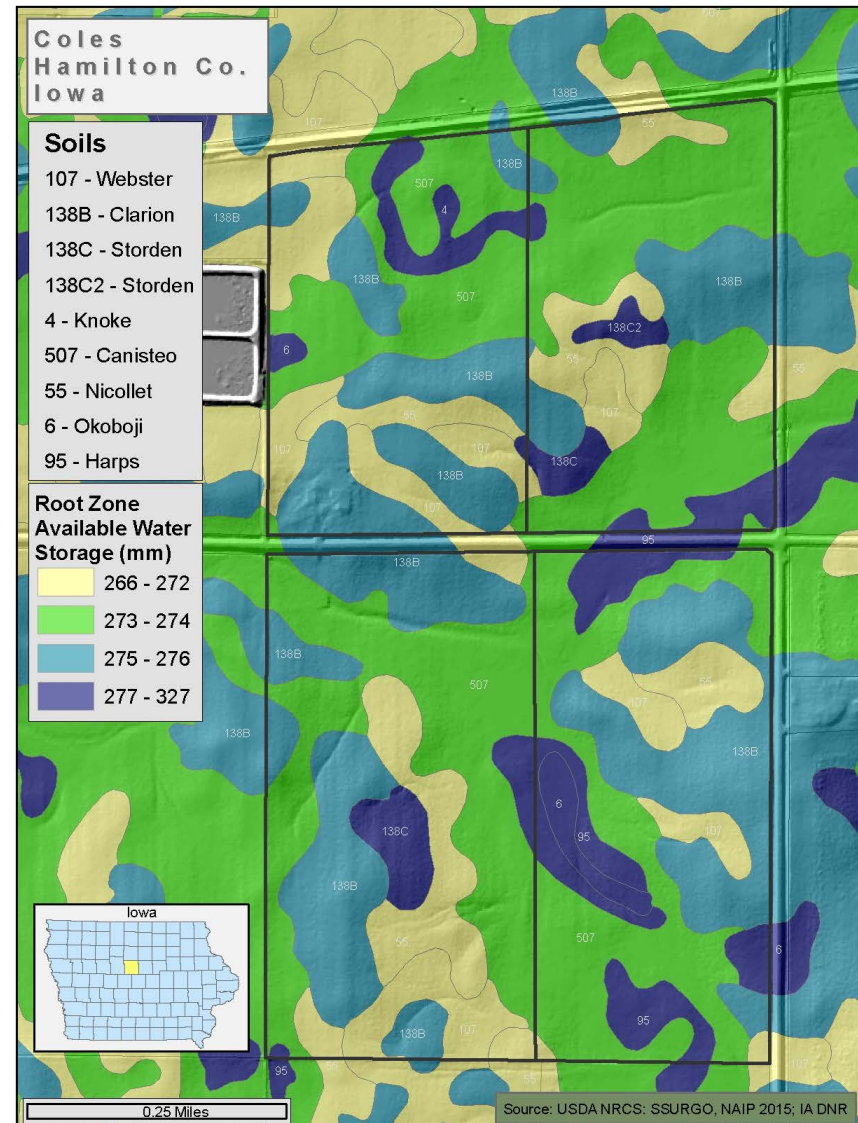 Coles
Hamilton Co.
Iowa
Soils
107 - Webster
138B - Clarion
138C - Storden
138C2 - Storden
4 - Knoke
507 - Canisteo
55 - Nicollet
6 - Okoboji
95 - Harps
Root Zone
Available Water
Storage (mm)
266 - 272
273 - 274
275 - 276
277 - 327
138B
55
107
138B
507
4
138B
138B
138B
507
138C2
6
55
55
138B
107
55
107
138B
138C
107
107
95
138B
138B
507
55
107
138B
138B
6
138C
107
95
138B
55
507
6
95
138B
107
107
95
55
55
Iowa
0.25 Miles
Source: USDA NRCS: SSURGO, NAIP 2015; IA DNR